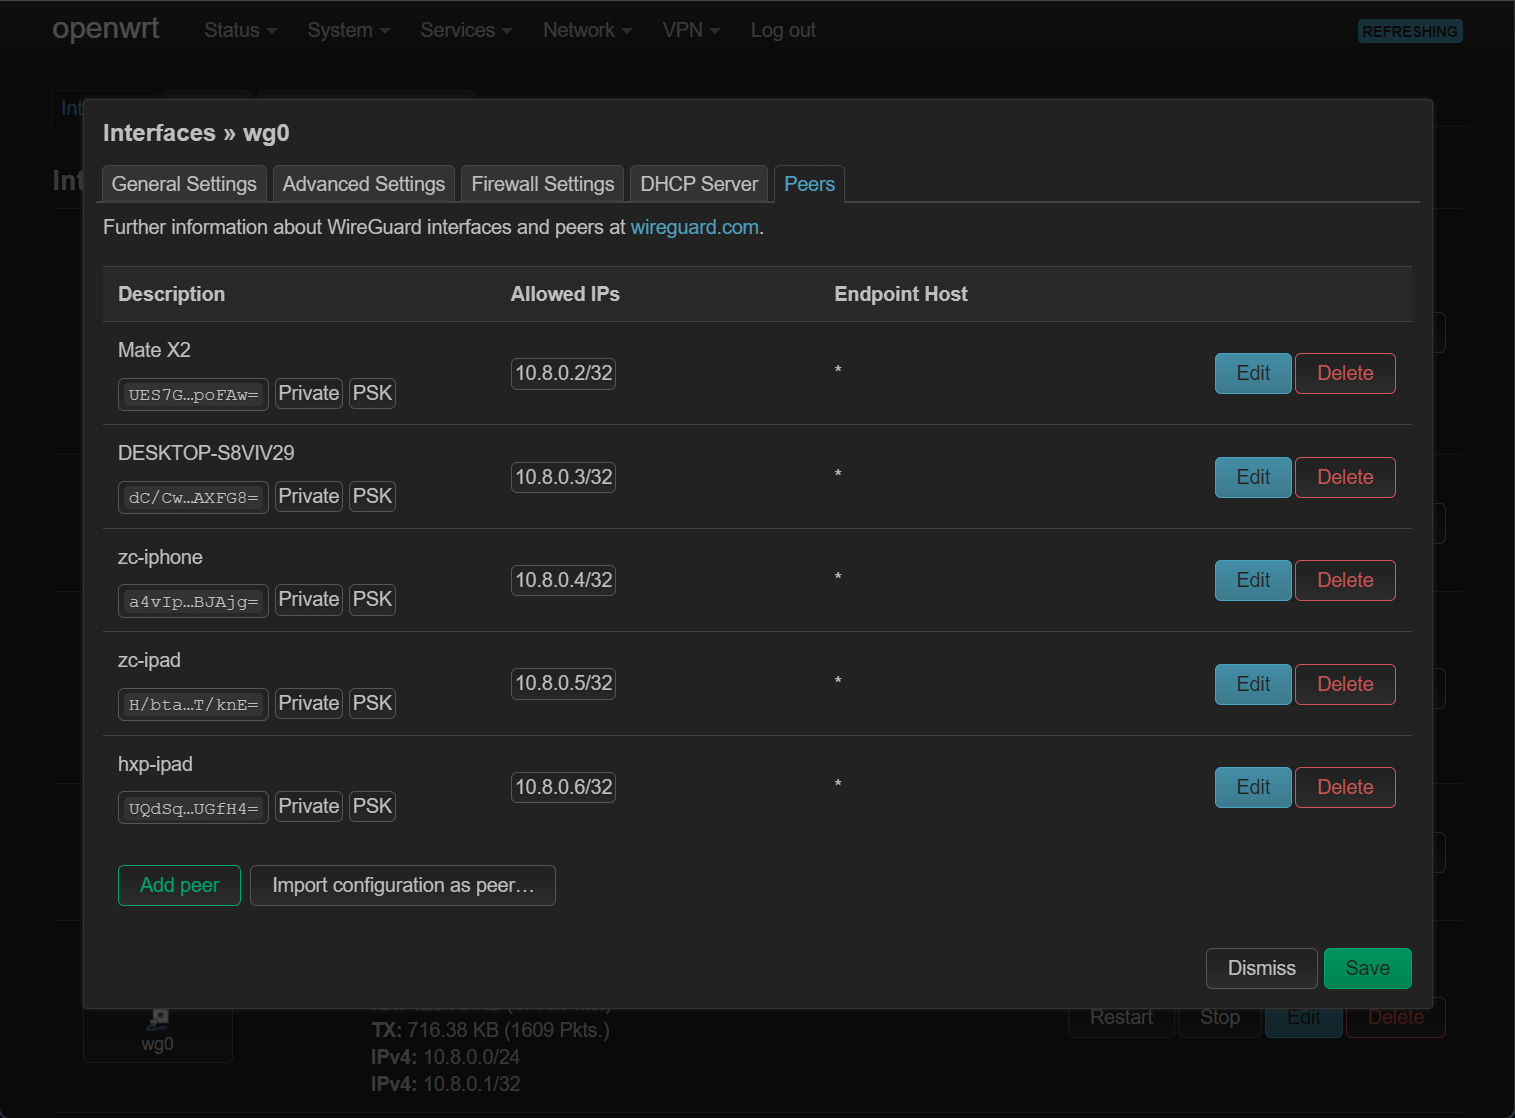 openwrt Status System Services Network VPN Log out REFRESHING
Int
Interfaces » wg0
Int
General Settings Advanced Settings Firewall Settings DHCP Server Peers
Further information about WireGuard interfaces and peers at wireguard.com.
Description Allowed IPs Endpoint Host
Mate X2
UES7G…poFAw= Private PSK 10.8.0.2/32 * Edit Delete
DESKTOP-S8VIV29
dC/Cw…AXFG8= Private PSK 10.8.0.3/32 * Edit Delete
zc-iphone
a4vIp…BJAjg= Private PSK 10.8.0.4/32 * Edit Delete
zc-ipad
H/bta…T/knE= Private PSK 10.8.0.5/32 * Edit Delete
hxp-ipad
UQdSq…UGfH4= Private PSK 10.8.0.6/32 * Edit Delete
Add peer Import configuration as peer…
Dismiss Save
TX: 716.38 KB (1609 Pkts.) Restart Stop Edit Delete
wg0
IPv4: 10.8.0.0/24
IPv4: 10.8.0.1/32